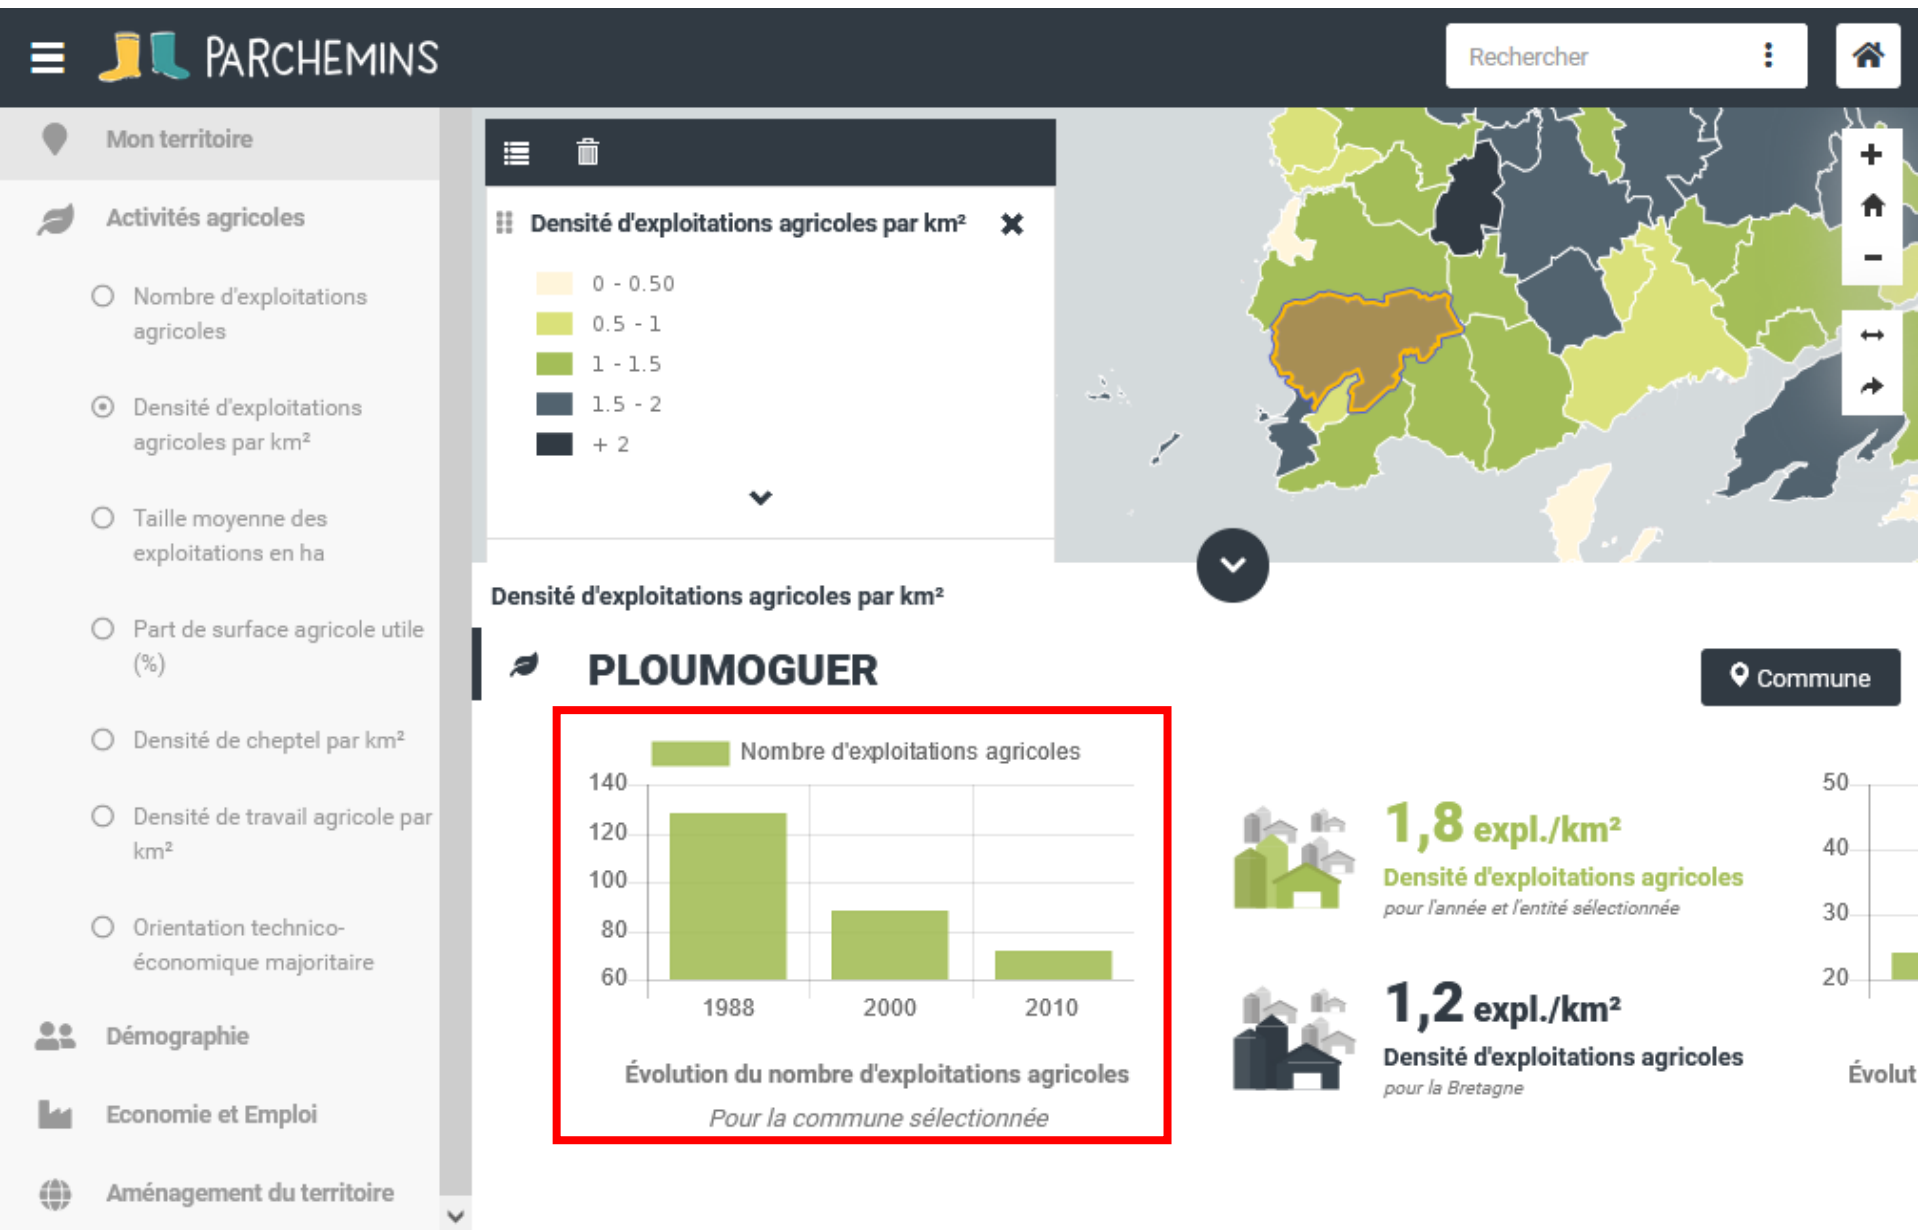 PARCHEMINS
Rechercher
Mon territoire
Activités agricoles
Nombre d'exploitations
agricoles
Densité d'exploitations
agricoles par km²
Taille moyenne des
exploitations en ha
Part de surface agricole utile
(%)
Densité de cheptel par km²
Densité de travail agricole par
km²
Orientation technico-
économique majoritaire
Démographie
Economie et Emploi
Aménagement du territoire
Densité d'exploitations agricoles par km²
0 - 0.50
0.5 - 1
1 - 1.5
1.5 - 2
+ 2
Densité d'exploitations agricoles par km²
PLOUMOGUER
Commune
Nombre d'exploitations agricoles
140
120
100
80
60
1988 2000 2010
Évolution du nombre d'exploitations agricoles
Pour la commune sélectionnée
1,8 expl./km²
Densité d'exploitations agricoles
pour l'année et l'entité sélectionnée
1,2 expl./km²
Densité d'exploitations agricoles
pour la Bretagne
50
40
30
20
Évolut